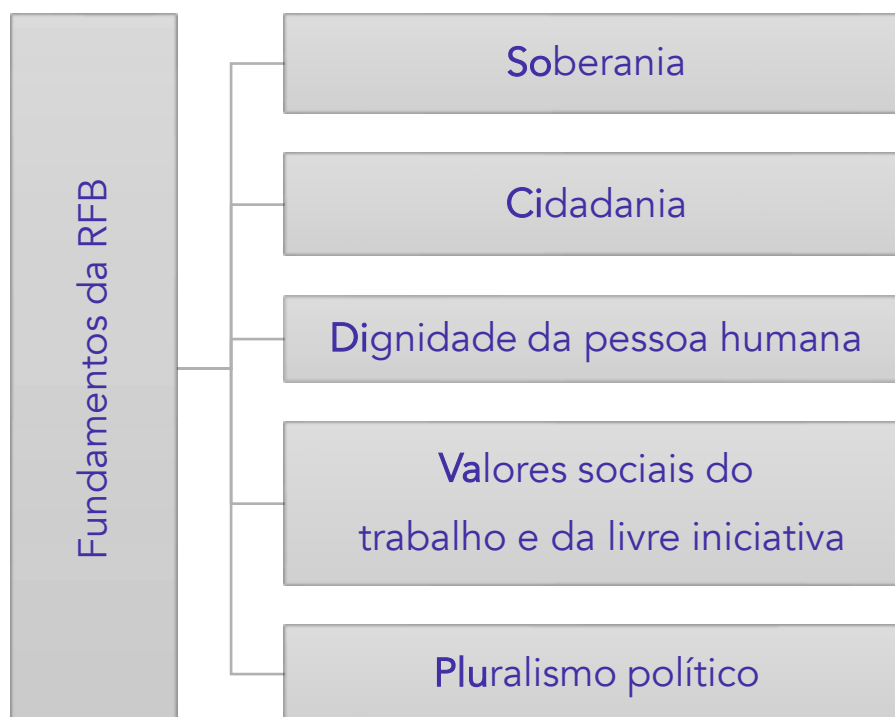 Fundamentos da RFB
Soberania
Cidadania
Dignidade da pessoa humana
Valores sociais do
trabalho e da livre iniciativa
Pluralismo político